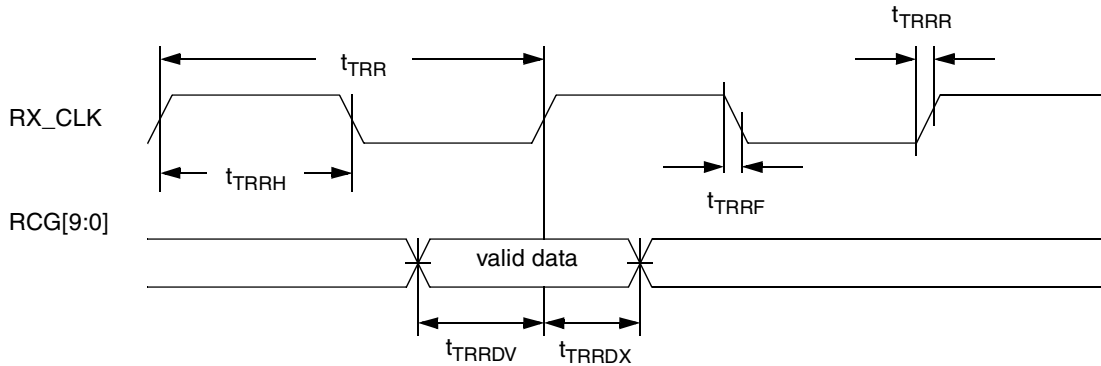 tTRRR
tTRR
RX_CLK
tTRRH
tTRRF
RCG[9:0]
valid data
tTRRDV tTRRDX